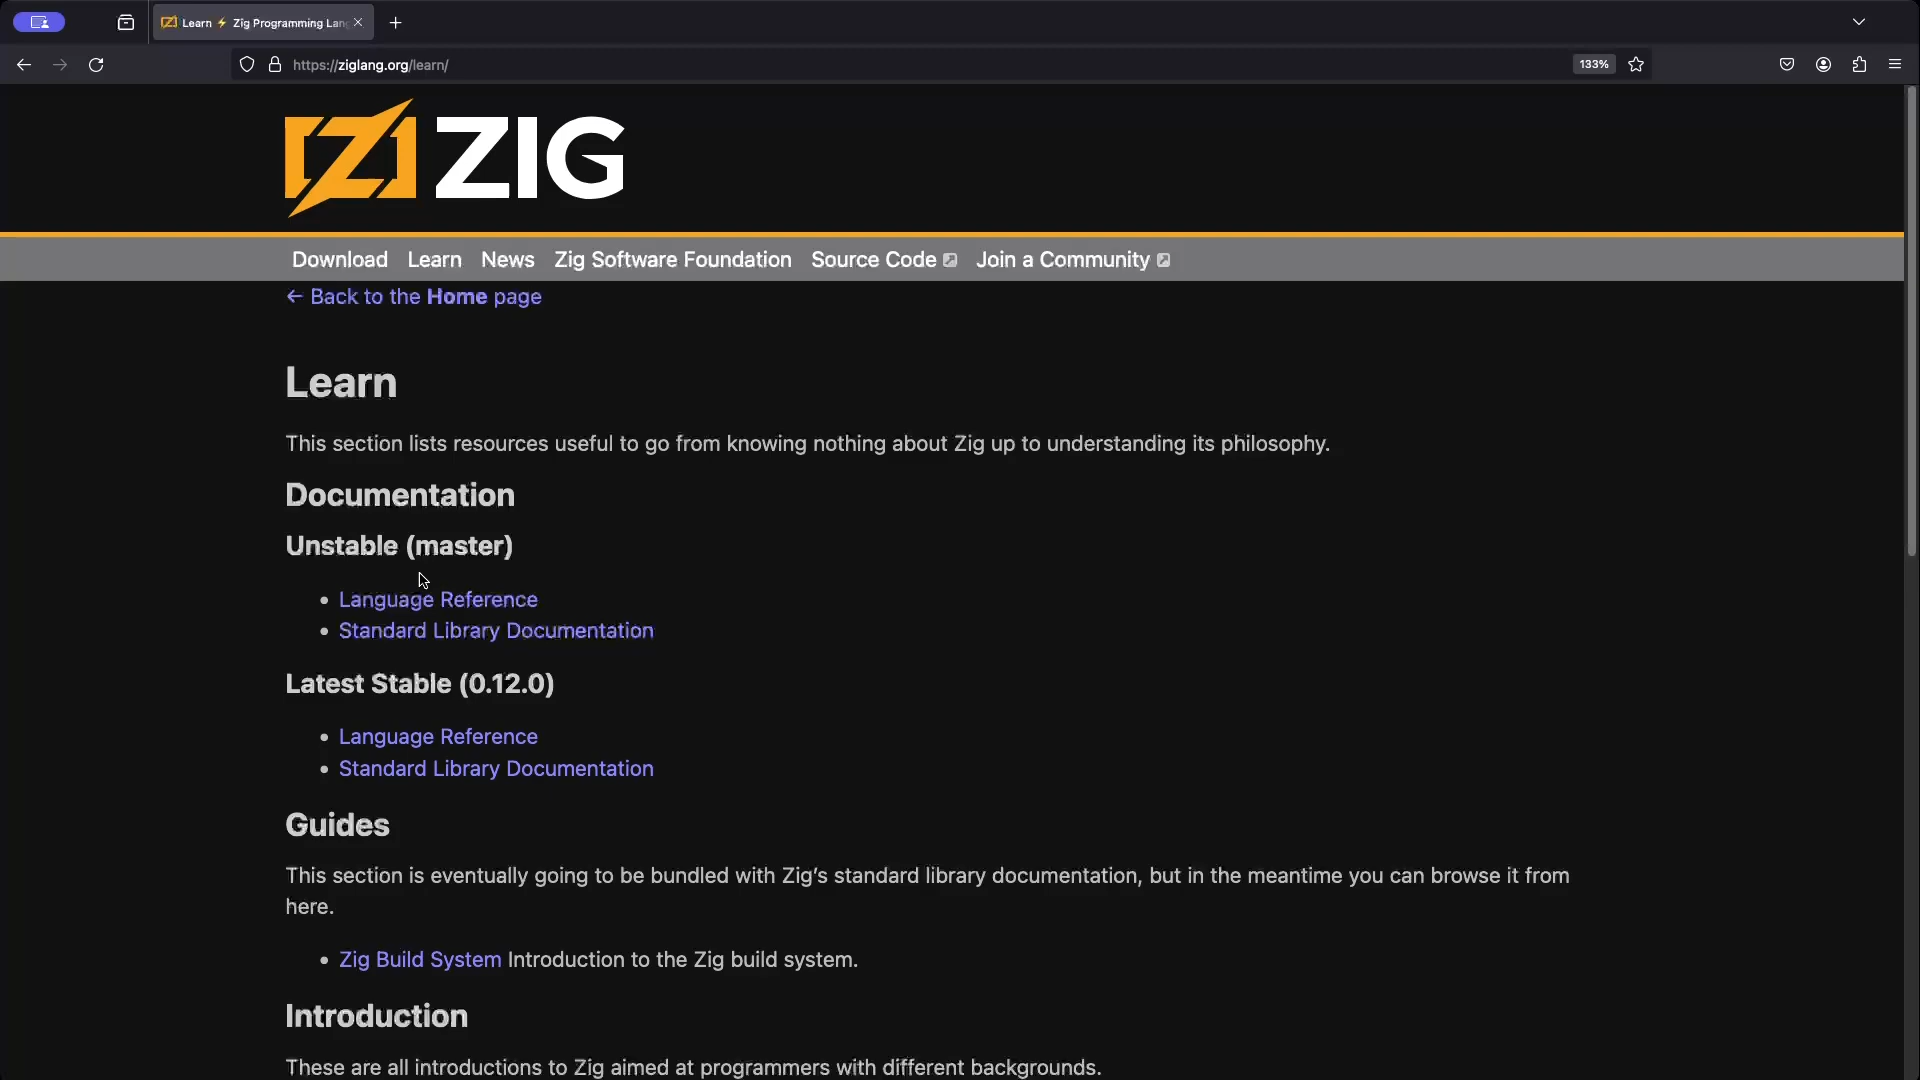 Learn ⚡ Zig Programming Lang
https://ziglang.org/learn/
133%
ZIG
Download Learn News Zig Software Foundation Source Code Join a Community
← Back to the Home page
Learn
This section lists resources useful to go from knowing nothing about Zig up to understanding its philosophy.
Documentation
Unstable (master)
• Language Reference
• Standard Library Documentation
Latest Stable (0.12.0)
• Language Reference
• Standard Library Documentation
Guides
This section is eventually going to be bundled with Zig’s standard library documentation, but in the meantime you can browse it from
here.
• Zig Build System Introduction to the Zig build system.
Introduction
These are all introductions to Zig aimed at programmers with different backgrounds.